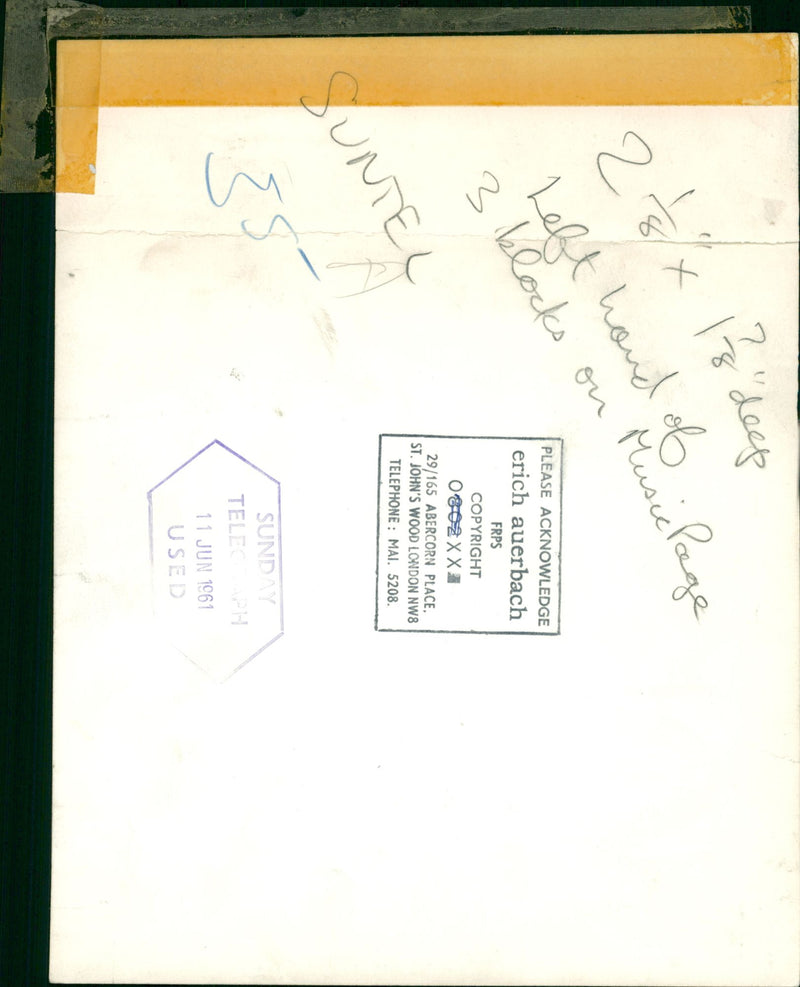 SUNTEL
A
35-
2 1/8" x 1 7/8" deep
Left hand of
3 blocks on Music Page
PLEASE ACKNOWLEDGE
erich auerbach
FRPS
COPYRIGHT
XX
29/165 ABERCORN PLACE,
ST. JOHN'S WOOD LONDON NW8
TELEPHONE: MAI. 5208.
SUNDAY
TELEGRAPH
11 JUN 1961
USED